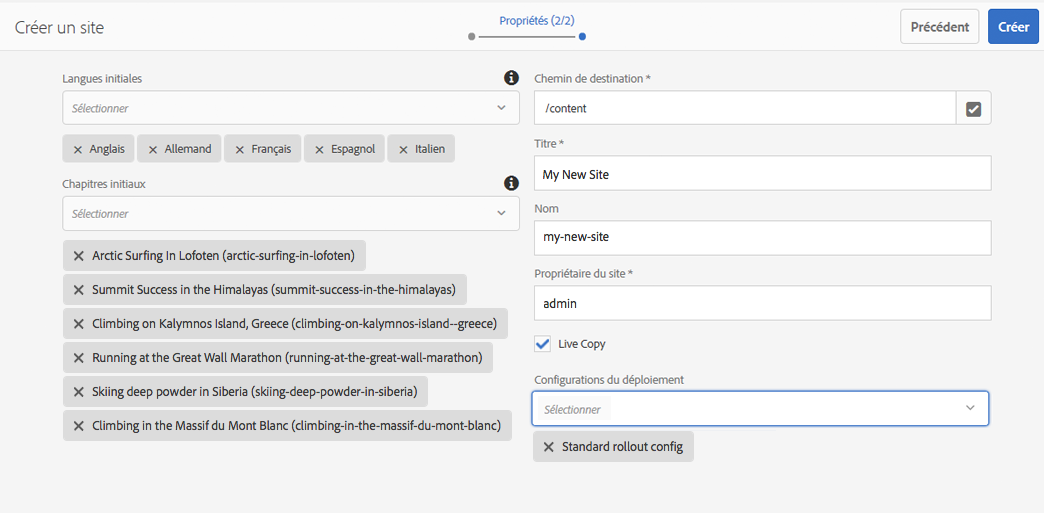 Créer un site
Propriétés (2/2)
Précédent
Créer
Langues initiales
Sélectionner
Anglais
Allemand
Français
Espagnol
Italien
Chapitres initiaux
Sélectionner
Arctic Surfing In Lofoten (arctic-surfing-in-lofoten)
Summit Success in the Himalayas (summit-success-in-the-himalayas)
Climbing on Kalymnos Island, Greece (climbing-on-kalymnos-island--greece)
Running at the Great Wall Marathon (running-at-the-great-wall-marathon)
Skiing deep powder in Siberia (skiing-deep-powder-in-siberia)
Climbing in the Massif du Mont Blanc (climbing-in-the-massif-du-mont-blanc)
Chemin de destination *
/content
Titre *
My New Site
Nom
my-new-site
Propriétaire du site *
admin
Live Copy
Configurations du déploiement
Sélectionner
Standard rollout config